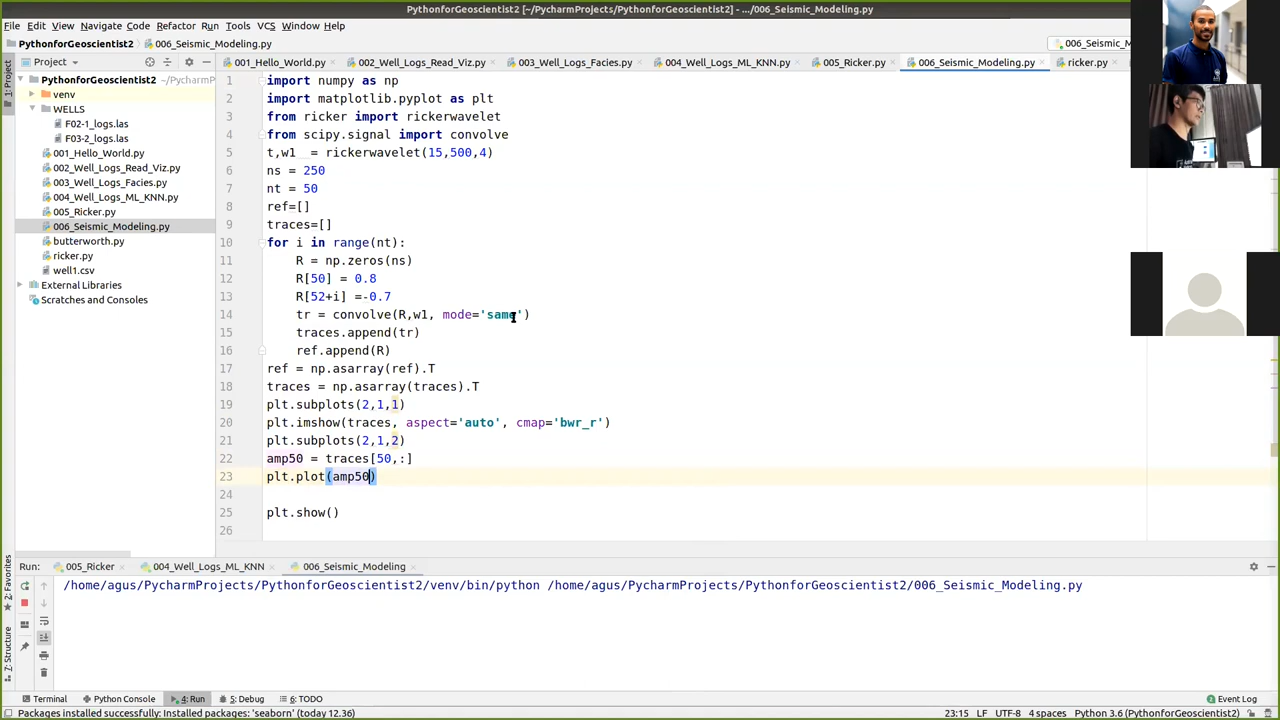 PythonforGeoscientist2 [~/PycharmProjects/PythonforGeoscientist2] - .../006_Seismic_Modeling.py
File Edit View Navigate Code Refactor Run Tools VCS Window Help
PythonforGeoscientist2 006_Seismic_Modeling.py 006_Seismic_M
Project 001_Hello_World.py 002_Well_Logs_Read_Viz.py 003_Well_Logs_Facies.py 004_Well_Logs_ML_KNN.py 005_Ricker.py 006_Seismic_Modeling.py ricker.py
1: Project
PythonforGeoscientist2 ~/PycharmP
venv
WELLS
F02-1_logs.las
F03-2_logs.las
001_Hello_World.py
002_Well_Logs_Read_Viz.py
003_Well_Logs_Facies.py
004_Well_Logs_ML_KNN.py
005_Ricker.py
006_Seismic_Modeling.py
butterworth.py
ricker.py
well1.csv
External Libraries
Scratches and Consoles
1 import numpy as np
2 import matplotlib.pyplot as plt
3 from ricker import rickerwavelet
4 from scipy.signal import convolve
5 t,w1 = rickerwavelet(15,500,4)
6 ns = 250
7 nt = 50
8 ref=[]
9 traces=[]
10 for i in range(nt):
11 R = np.zeros(ns)
12 R[50] = 0.8
13 R[52+i] =-0.7
14 tr = convolve(R,w1, mode='same')
15 traces.append(tr)
16 ref.append(R)
17 ref = np.asarray(ref).T
18 traces = np.asarray(traces).T
19 plt.subplots(2,1,1)
20 plt.imshow(traces, aspect='auto', cmap='bwr_r')
21 plt.subplots(2,1,2)
22 amp50 = traces[50,:]
23 plt.plot(amp50)
24
25 plt.show()
26
2: Favorites
7: Structure
Run: 005_Ricker 004_Well_Logs_ML_KNN 006_Seismic_Modeling
/home/agus/PycharmProjects/PythonforGeoscientist2/venv/bin/python /home/agus/PycharmProjects/PythonforGeoscientist2/006_Seismic_Modeling.py
Terminal Python Console 4: Run 5: Debug 6: TODO Event Log
Packages installed successfully: Installed packages: 'seaborn' (today 12.36) 23:15 LF UTF-8 4 spaces Python 3.6 (PythonforGeoscientist2)